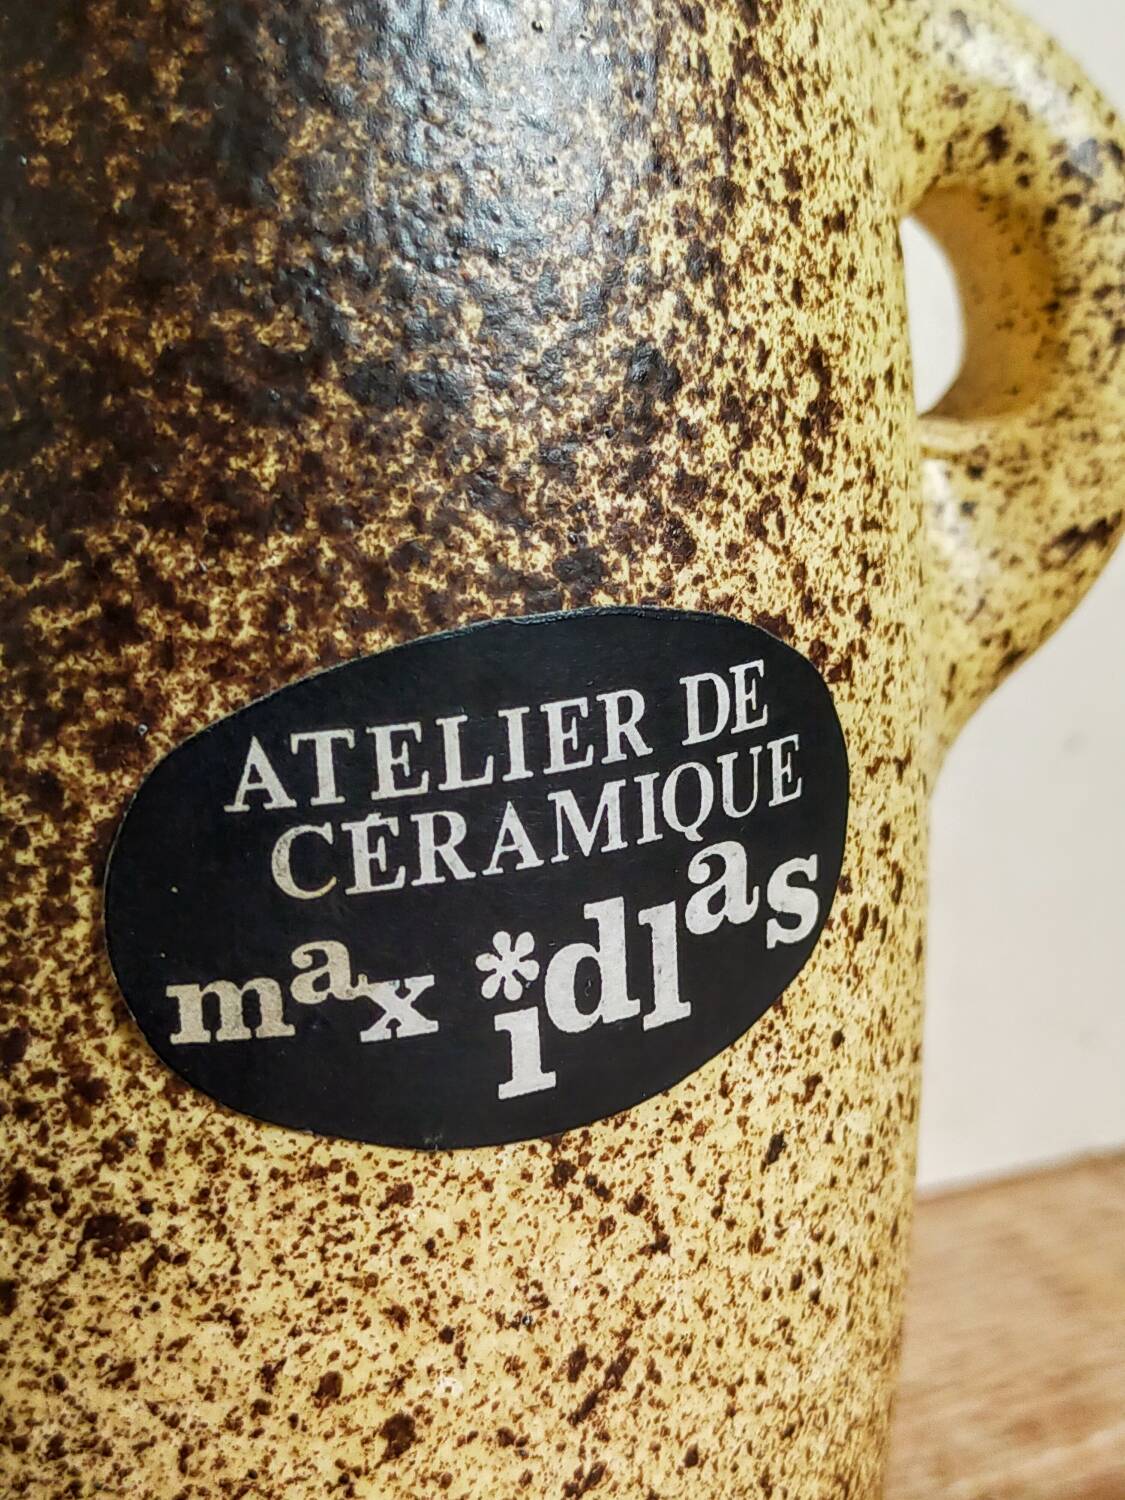 ATELIER DE
CÉRAMIQUE
max idlas